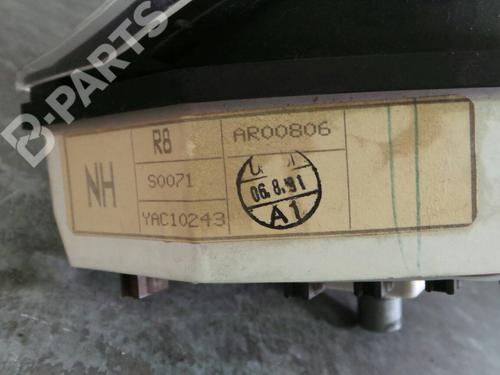 B-PARTS
NH
R8
S0071
YAC10243
AR00806
06.8.91
A1